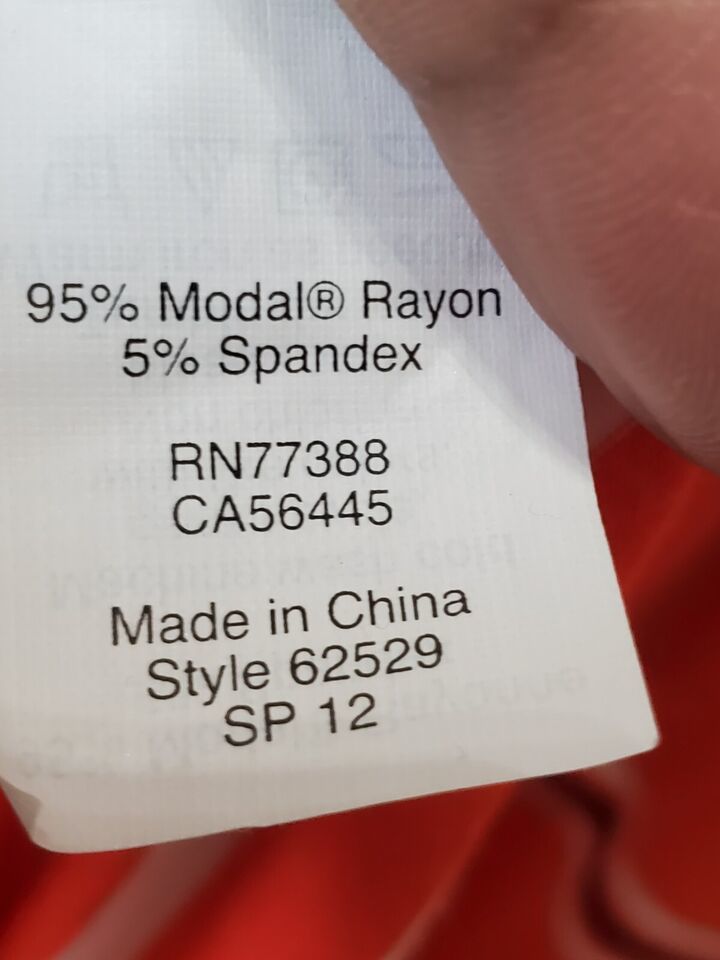 95% Modal® Rayon
5% Spandex
RN77388
CA56445
Made in China
Style 62529
SP 12